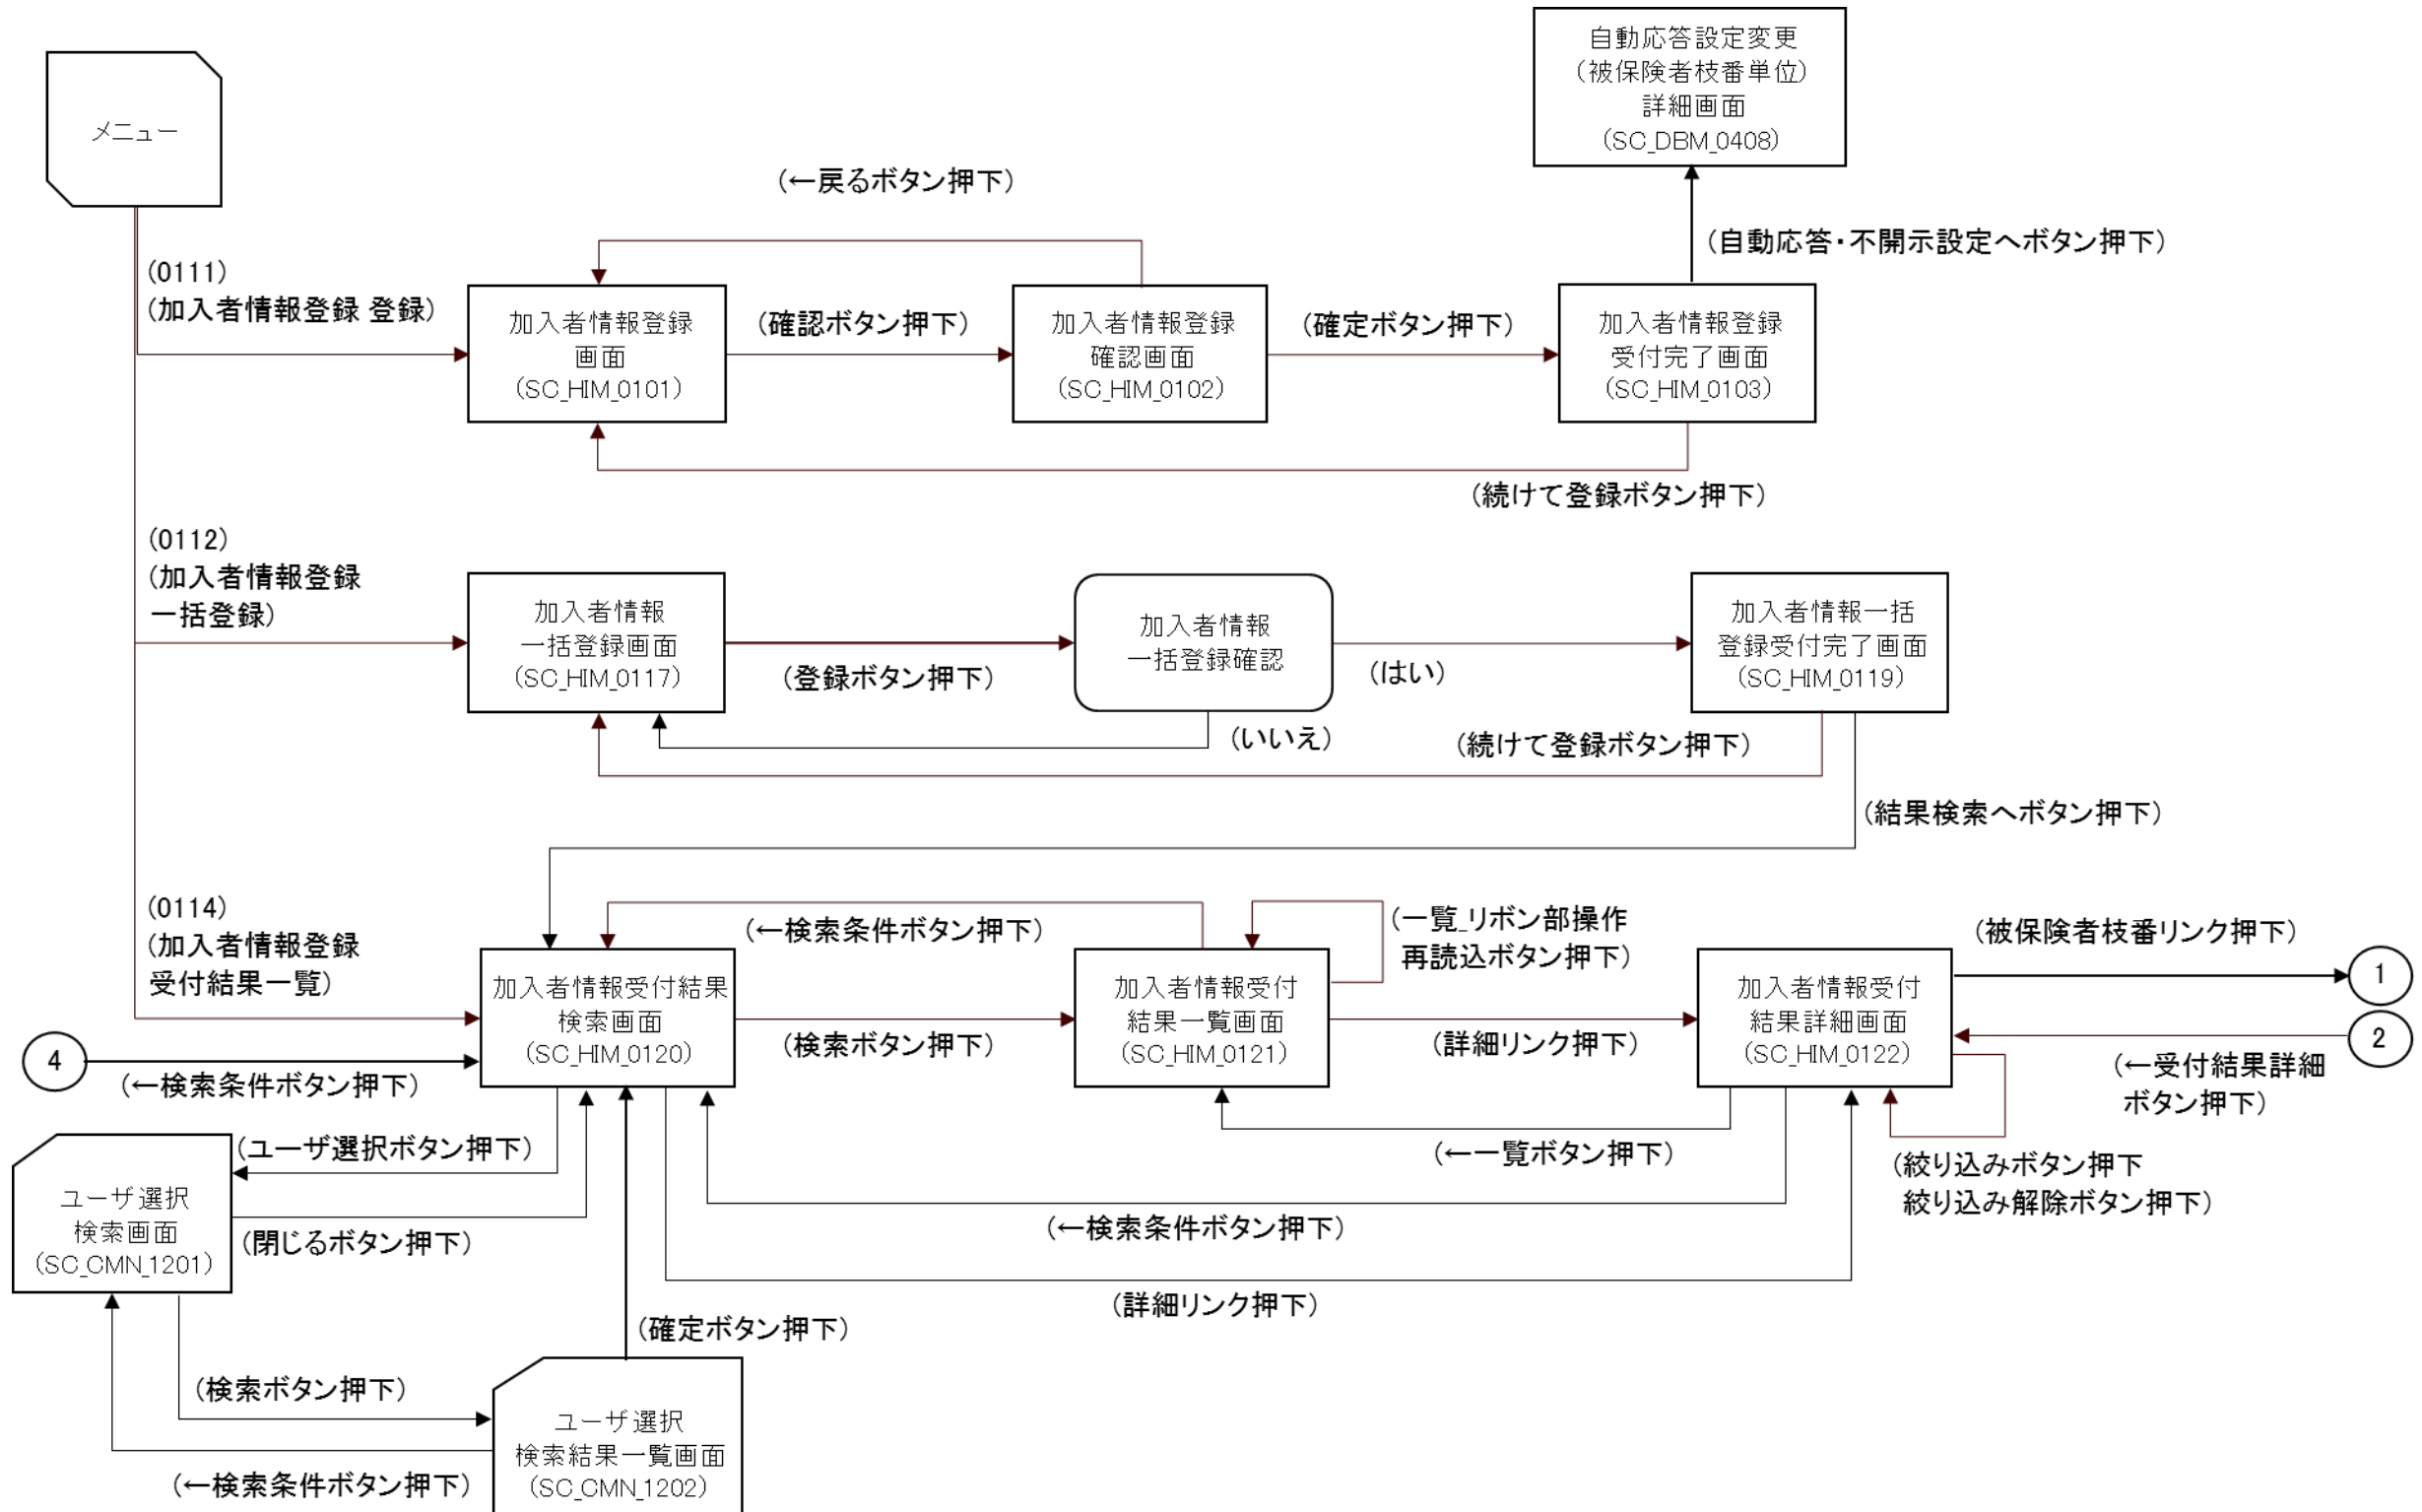 自動応答設定変更
（被保険者枝番単位）
詳細画面
（SC_DBM_0408）
メニュー
（←戻るボタン押下）
（自動応答・不開示設定へボタン押下）
（0111）
（加入者情報登録 登録）
加入者情報登録
画面
（SC_HIM_0101）
（確認ボタン押下）
加入者情報登録
確認画面
（SC_HIM_0102）
（確定ボタン押下）
加入者情報登録
受付完了画面
（SC_HIM_0103）
（続けて登録ボタン押下）
（0112）
（加入者情報登録
一括登録）
加入者情報
一括登録画面
（SC_HIM_0117）
（登録ボタン押下）
加入者情報
一括登録確認
（はい）
加入者情報一括
登録受付完了画面
（SC_HIM_0119）
（いいえ）
（続けて登録ボタン押下）
（結果検索へボタン押下）
（0114）
（加入者情報登録
受付結果一覧）
（←検索条件ボタン押下）
（一覧_リボン部操作
再読込ボタン押下）
（被保険者枝番リンク押下）
加入者情報受付結果
検索画面
（SC_HIM_0120）
（検索ボタン押下）
加入者情報受付
結果一覧画面
（SC_HIM_0121）
（詳細リンク押下）
加入者情報受付
結果詳細画面
（SC_HIM_0122）
1
2
（←受付結果詳細
ボタン押下）
4
（←検索条件ボタン押下）
（ユーザ選択ボタン押下）
（←一覧ボタン押下）
（絞り込みボタン押下
絞り込み解除ボタン押下）
ユーザ選択
検索画面
（SC_CMN_1201）
（閉じるボタン押下）
（←検索条件ボタン押下）
（詳細リンク押下）
（確定ボタン押下）
（検索ボタン押下）
ユーザ選択
検索結果一覧画面
（SC_CMN_1202）
（←検索条件ボタン押下）